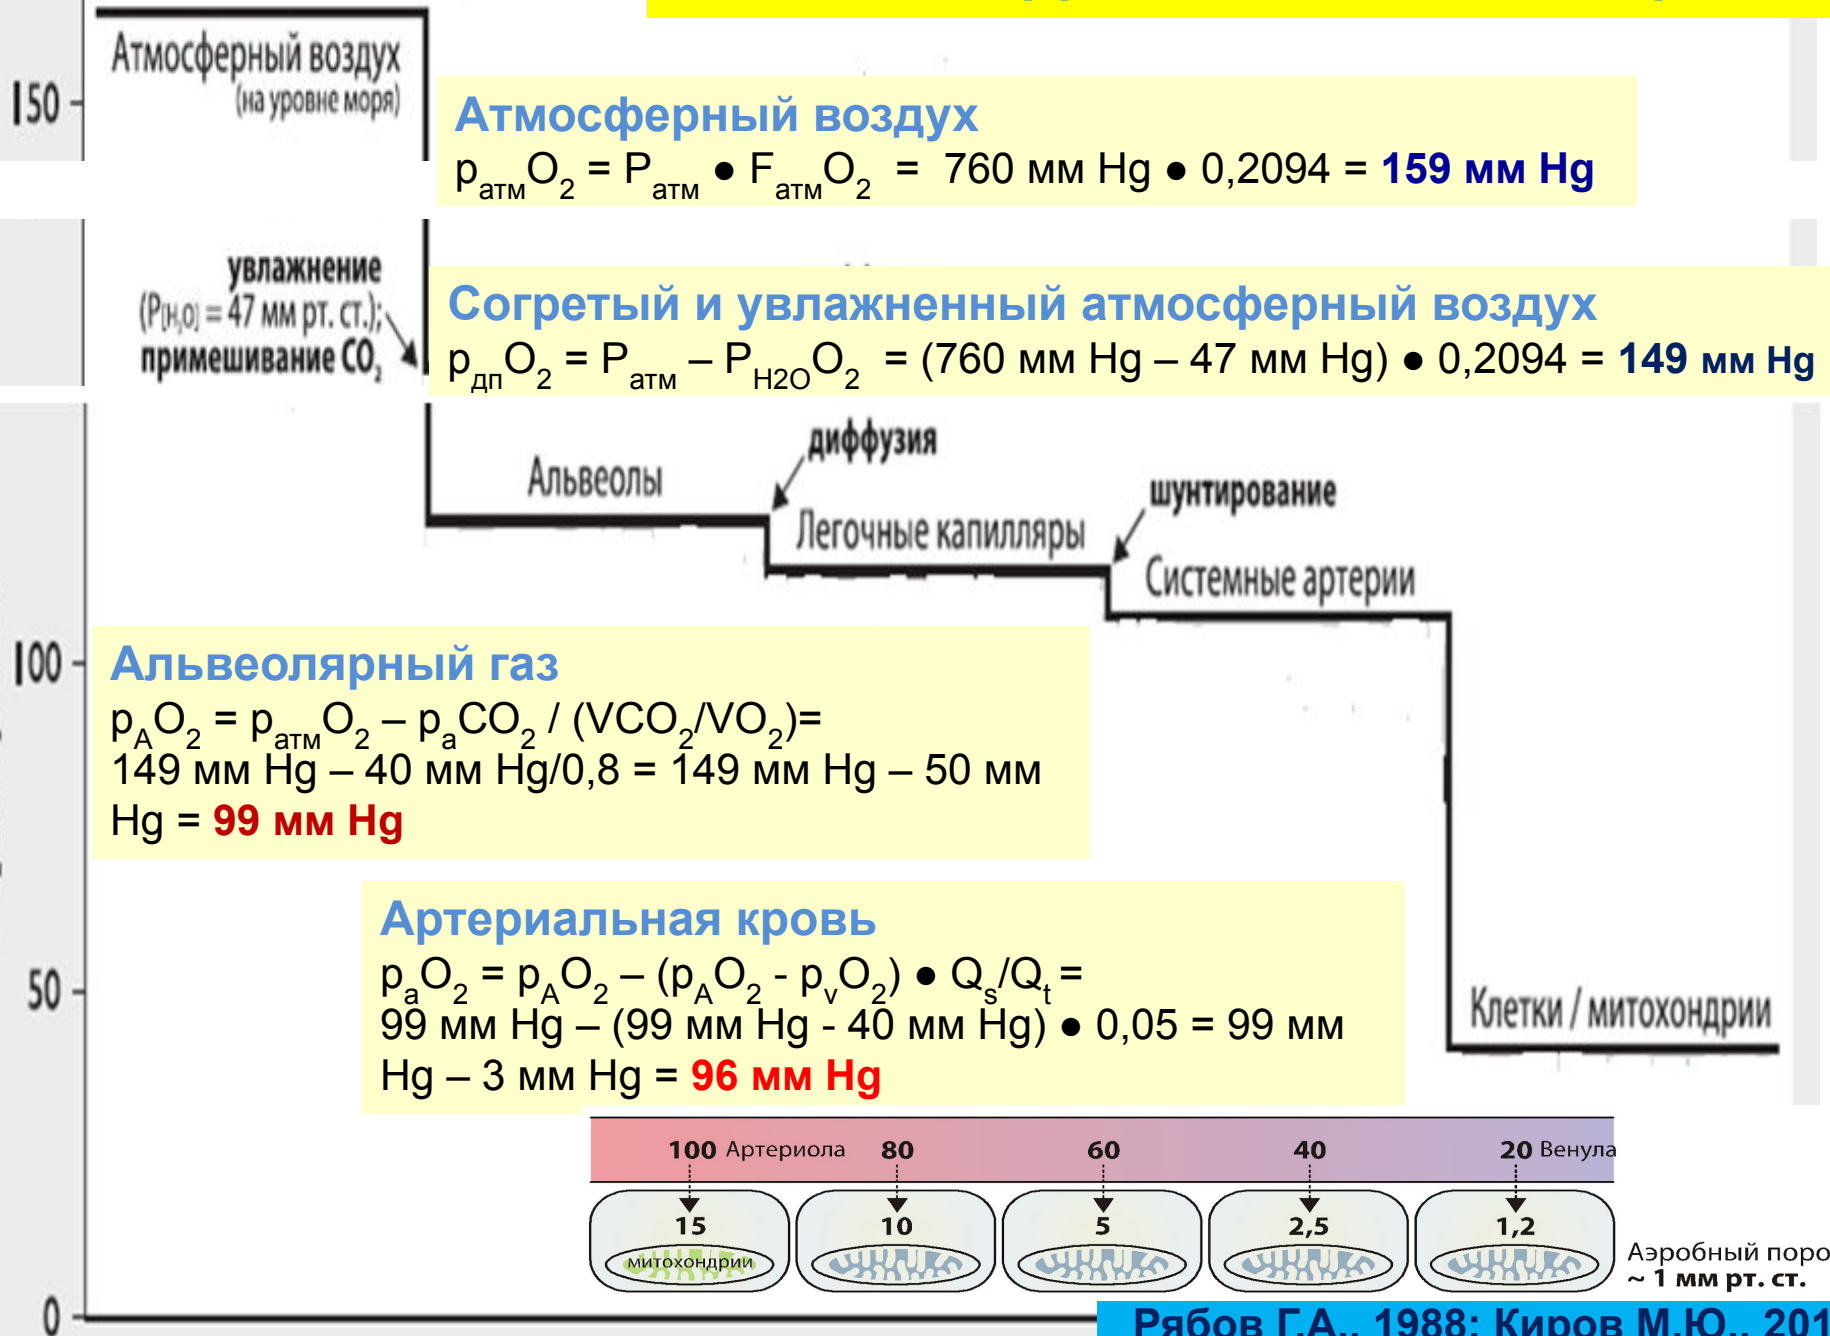 Атмосферный воздух
(на уровне моря)
150
Атмосферный воздух
pатмO2 = Pатм ● FатмO2 = 760 мм Hg ● 0,2094 = 159 мм Hg
увлажнение
(P[H2O] = 47 мм рт. ст.);
примешивание CO2
Согретый и увлажненный атмосферный воздух
pдпO2 = Pатм – PH2OO2 = (760 мм Hg – 47 мм Hg) ● 0,2094 = 149 мм Hg
диффузия
Альвеолы
шунтирование
Легочные капилляры
Системные артерии
100
Альвеолярный газ
pAO2 = pатмO2 – paCO2 / (VCO2/VO2)=
149 мм Hg – 40 мм Hg/0,8 = 149 мм Hg – 50 мм
Hg = 99 мм Hg
Артериальная кровь
paO2 = pAO2 – (pAO2 - pvO2) ● Qs/Qt =
99 мм Hg – (99 мм Hg - 40 мм Hg) ● 0,05 = 99 мм
Hg – 3 мм Hg = 96 мм Hg
50
Клетки / митохондрии
100 Артериола 80 60 40 20 Венула
15 10 5 2,5 1,2
митохондрии
Аэробный поро
~ 1 мм рт. ст.
0
Рябов Г.А., 1988; Киров М.Ю., 201